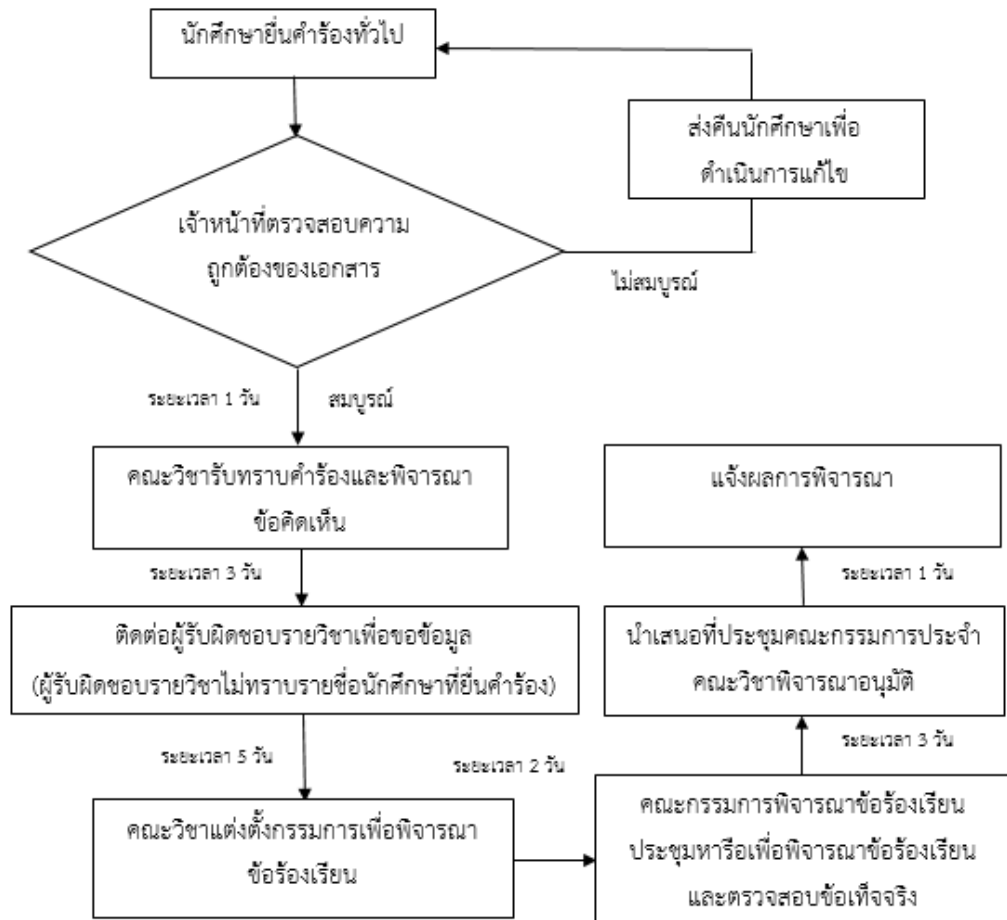 นักศึกษายื่นคำร้องทั่วไป
ส่งคืนนักศึกษาเพื่อ
ดำเนินการแก้ไข
เจ้าหน้าที่ตรวจสอบความ
ถูกต้องของเอกสาร
ไม่สมบูรณ์
ระยะเวลา 1 วัน
สมบูรณ์
คณะวิชารับทราบคำร้องและพิจารณา
ข้อคิดเห็น
ระยะเวลา 3 วัน
ติดต่อผู้รับผิดชอบรายวิชาเพื่อขอข้อมูล
(ผู้รับผิดชอบรายวิชาไม่ทราบรายชื่อนักศึกษาที่ยื่นคำร้อง)
ระยะเวลา 5 วัน
คณะวิชาแต่งตั้งกรรมการเพื่อพิจารณา
ข้อร้องเรียน
ระยะเวลา 2 วัน
คณะกรรมการพิจารณาข้อร้องเรียน
ประชุมหารือเพื่อพิจารณาข้อร้องเรียน
และตรวจสอบข้อเท็จจริง
ระยะเวลา 3 วัน
นำเสนอที่ประชุมคณะกรรมการประจำ
คณะวิชาพิจารณาอนุมัติ
ระยะเวลา 1 วัน
แจ้งผลการพิจารณา